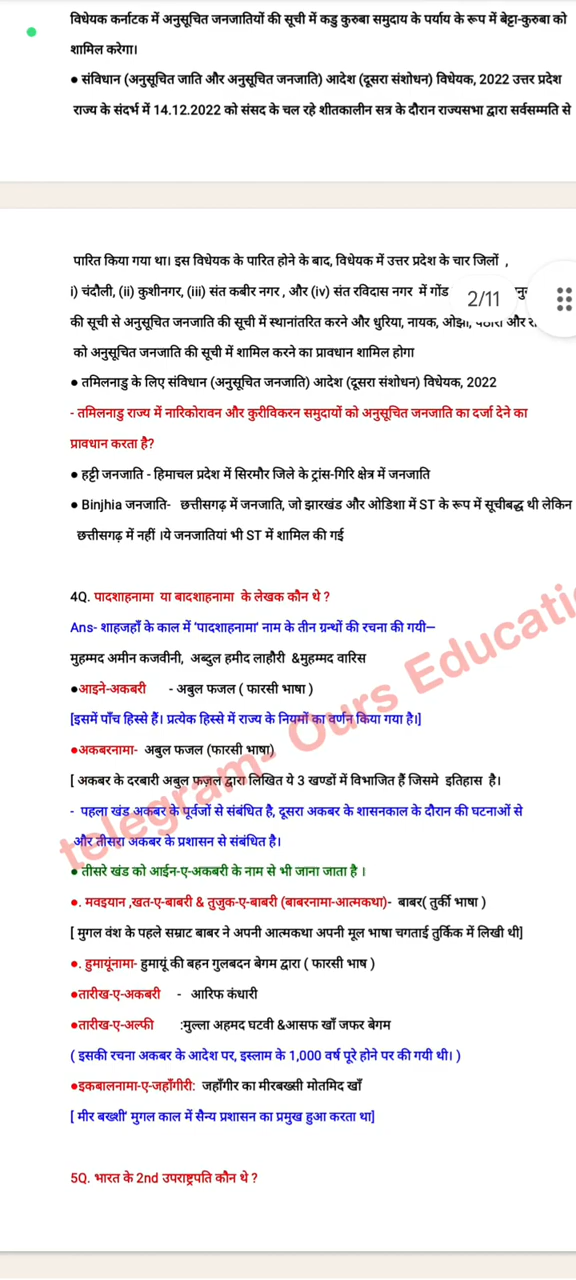 विधेयक कर्नाटक में अनुसूचित जनजातियों की सूची में कडु कुरुबा समुदाय के पर्याय के रूप में बेट्टा-कुरुबा को
शामिल करेगा।
● संविधान (अनुसूचित जाति और अनुसूचित जनजाति) आदेश (दूसरा संशोधन) विधेयक, 2022 उत्तर प्रदेश
राज्य के संदर्भ में 14.12.2022 को संसद के चल रहे शीतकालीन सत्र के दौरान राज्यसभा द्वारा सर्वसम्मति से
पारित किया गया था। इस विधेयक के पारित होने के बाद, विधेयक में उत्तर प्रदेश के चार जिलों ,
i) चंदौली, (ii) कुशीनगर, (iii) संत कबीर नगर , और (iv) संत रविदास नगर में गोंड
2/11
की सूची से अनुसूचित जनजाति की सूची में स्थानांतरित करने और धुरिया, नायक, ओझा, पठारी और
को अनुसूचित जनजाति की सूची में शामिल करने का प्रावधान शामिल होगा
● तमिलनाडु के लिए संविधान (अनुसूचित जनजाति) आदेश (दूसरा संशोधन) विधेयक, 2022
- तमिलनाडु राज्य में नारिकोरावन और कुरीविकरन समुदायों को अनुसूचित जनजाति का दर्जा देने का
प्रावधान करता है?
● हट्टी जनजाति - हिमाचल प्रदेश में सिरमौर जिले के ट्रांस-गिरि क्षेत्र में जनजाति
● Binjhia जनजाति- छत्तीसगढ़ में जनजाति, जो झारखंड और ओडिशा में ST के रूप में सूचीबद्ध थी लेकिन
छत्तीसगढ़ में नहीं ।ये जनजातियां भी ST में शामिल की गई
4Q. पादशाहनामा या बादशाहनामा के लेखक कौन थे ?
Ans- शाहजहाँ के काल में 'पादशाहनामा' नाम के तीन ग्रन्थों की रचना की गयी—
मुहम्मद अमीन कजवीनी, अब्दुल हमीद लाहौरी &मुहम्मद वारिस
●आइने-अकबरी - अबुल फजल ( फारसी भाषा )
[इसमें पाँच हिस्से हैं। प्रत्येक हिस्से में राज्य के नियमों का वर्णन किया गया है।]
●अकबरनामा- अबुल फजल (फारसी भाषा)
[ अकबर के दरबारी अबुल फ़ज़ल द्वारा लिखित ये 3 खण्डों में विभाजित हैं जिसमे इतिहास है।
- पहला खंड अकबर के पूर्वजों से संबंधित है, दूसरा अकबर के शासनकाल के दौरान की घटनाओं से
और तीसरा अकबर के प्रशासन से संबंधित है।
● तीसरे खंड को आईन-ए-अकबरी के नाम से भी जाना जाता है ।
●. मवइयान ,खत-ए-बाबरी & तुजुक-ए-बाबरी (बाबरनामा-आत्मकथा)- बाबर( तुर्की भाषा )
[ मुगल वंश के पहले सम्राट बाबर ने अपनी आत्मकथा अपनी मूल भाषा चगताई तुर्किक में लिखी थी]
●. हुमायूंनामा- हुमायूं की बहन गुलबदन बेगम द्वारा ( फारसी भाष )
●तारीख-ए-अकबरी - आरिफ कंधारी
●तारीख-ए-अल्फी :मुल्ला अहमद घटवी &आसफ खाँ जफर बेगम
( इसकी रचना अकबर के आदेश पर, इस्लाम के 1,000 वर्ष पूरे होने पर की गयी थी। )
●इकबालनामा-ए-जहाँगीरी: जहाँगीर का मीरबख्सी मोतमिद खाँ
[ मीर बख्शी' मुगल काल में सैन्य प्रशासन का प्रमुख हुआ करता था]
5Q. भारत के 2nd उपराष्ट्रपति कौन थे ?
telegram- Ours Educati